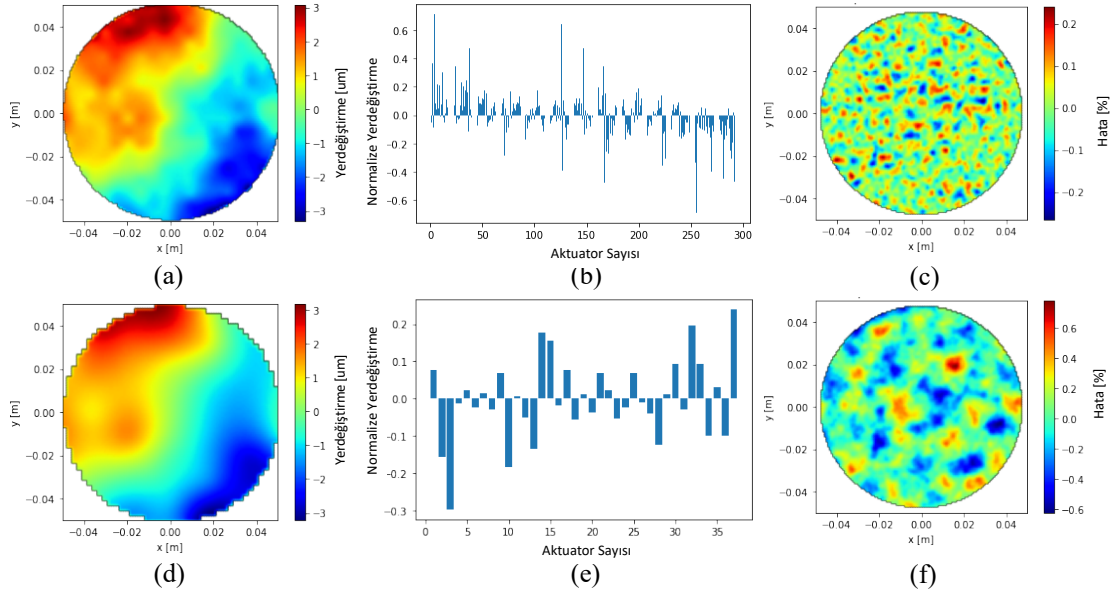 0.04
0.02
0.00
−0.02
−0.04
y [m]
−0.04 −0.02 0.00 0.02 0.04
x [m]
3
2
1
0
−1
−2
−3
Yerdeğiştirme [um]
(a)
0.6
0.4
0.2
0.0
−0.2
−0.4
−0.6
Normalize Yerdeğiştirme
0 50 100 150 200 250 300
Aktuator Sayısı
(b)
0.04
0.02
0.00
−0.02
−0.04
y [m]
−0.04 −0.02 0.00 0.02 0.04
x [m]
0.2
0.1
0.0
−0.1
−0.2
Hata [%]
(c)
0.04
0.02
0.00
−0.02
−0.04
y [m]
−0.04 −0.02 0.00 0.02 0.04
x [m]
3
2
1
0
−1
−2
−3
Yerdeğiştirme [um]
(d)
0.2
0.1
0.0
−0.1
−0.2
−0.3
Normalize Yerdeğiştirme
0 5 10 15 20 25 30 35
Aktuator Sayısı
(e)
0.04
0.02
0.00
−0.02
−0.04
y [m]
−0.04 −0.02 0.00 0.02 0.04
x [m]
0.6
0.4
0.2
0.0
−0.2
−0.4
−0.6
Hata [%]
(f)